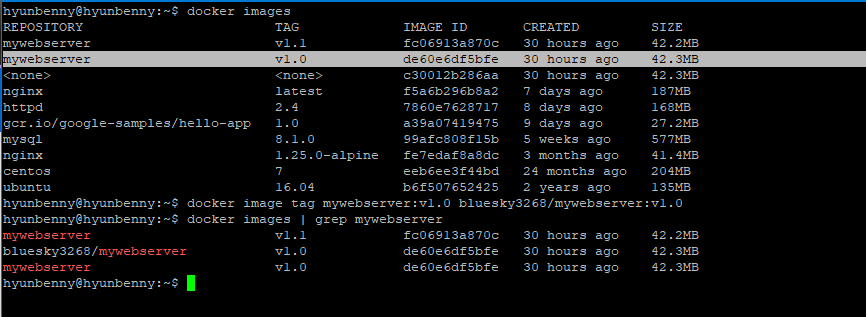 hyunbenny@hyunbenny:~$ docker images
REPOSITORY TAG IMAGE ID CREATED SIZE
mywebserver v1.1 fc06913a870c 30 hours ago 42.2MB
mywebserver v1.0 de60e6df5bfe 30 hours ago 42.3MB
<none> <none> c30012b286aa 30 hours ago 42.3MB
nginx latest f5a6b296b8a2 7 days ago 187MB
httpd 2.4 7860e7628717 8 days ago 168MB
gcr.io/google-samples/hello-app 1.0 a39a07419475 9 days ago 27.2MB
mysql 8.1.0 99afc808f15b 5 weeks ago 577MB
nginx 1.25.0-alpine fe7edaf8a8dc 3 months ago 41.4MB
centos 7 eeb6ee3f44bd 24 months ago 204MB
ubuntu 16.04 b6f507652425 2 years ago 135MB
hyunbenny@hyunbenny:~$ docker image tag mywebserver:v1.0 bluesky3268/mywebserver:v1.0
hyunbenny@hyunbenny:~$ docker images | grep mywebserver
mywebserver v1.1 fc06913a870c 30 hours ago 42.2MB
bluesky3268/mywebserver v1.0 de60e6df5bfe 30 hours ago 42.3MB
mywebserver v1.0 de60e6df5bfe 30 hours ago 42.3MB
hyunbenny@hyunbenny:~$